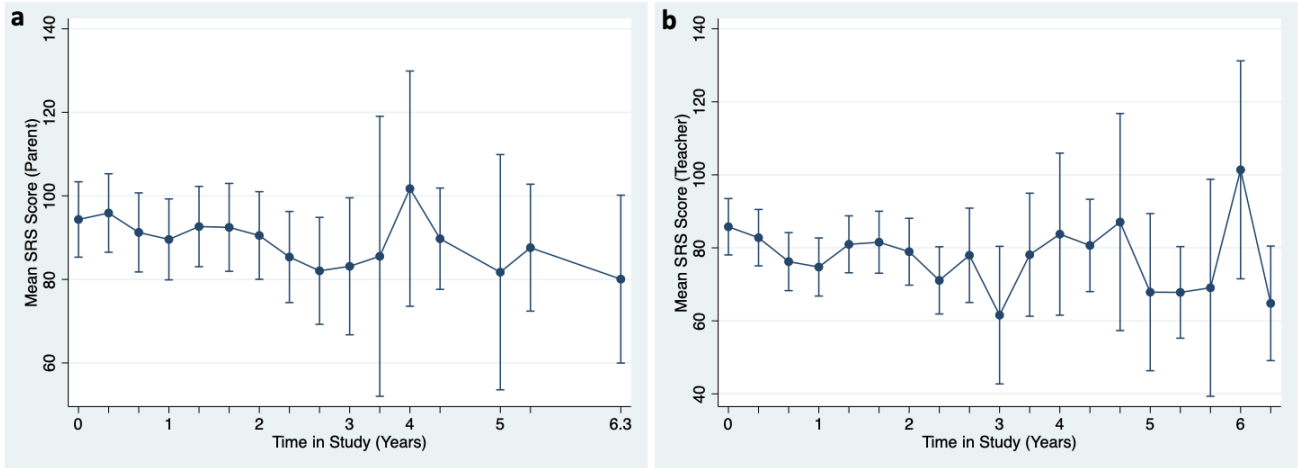 a
Mean SRS Score (Parent)
140
120
100
80
60
0 1 2 3 4 5 6.3
Time in Study (Years)
b
Mean SRS Score (Teacher)
140
120
100
80
60
40
0 1 2 3 4 5 6
Time in Study (Years)